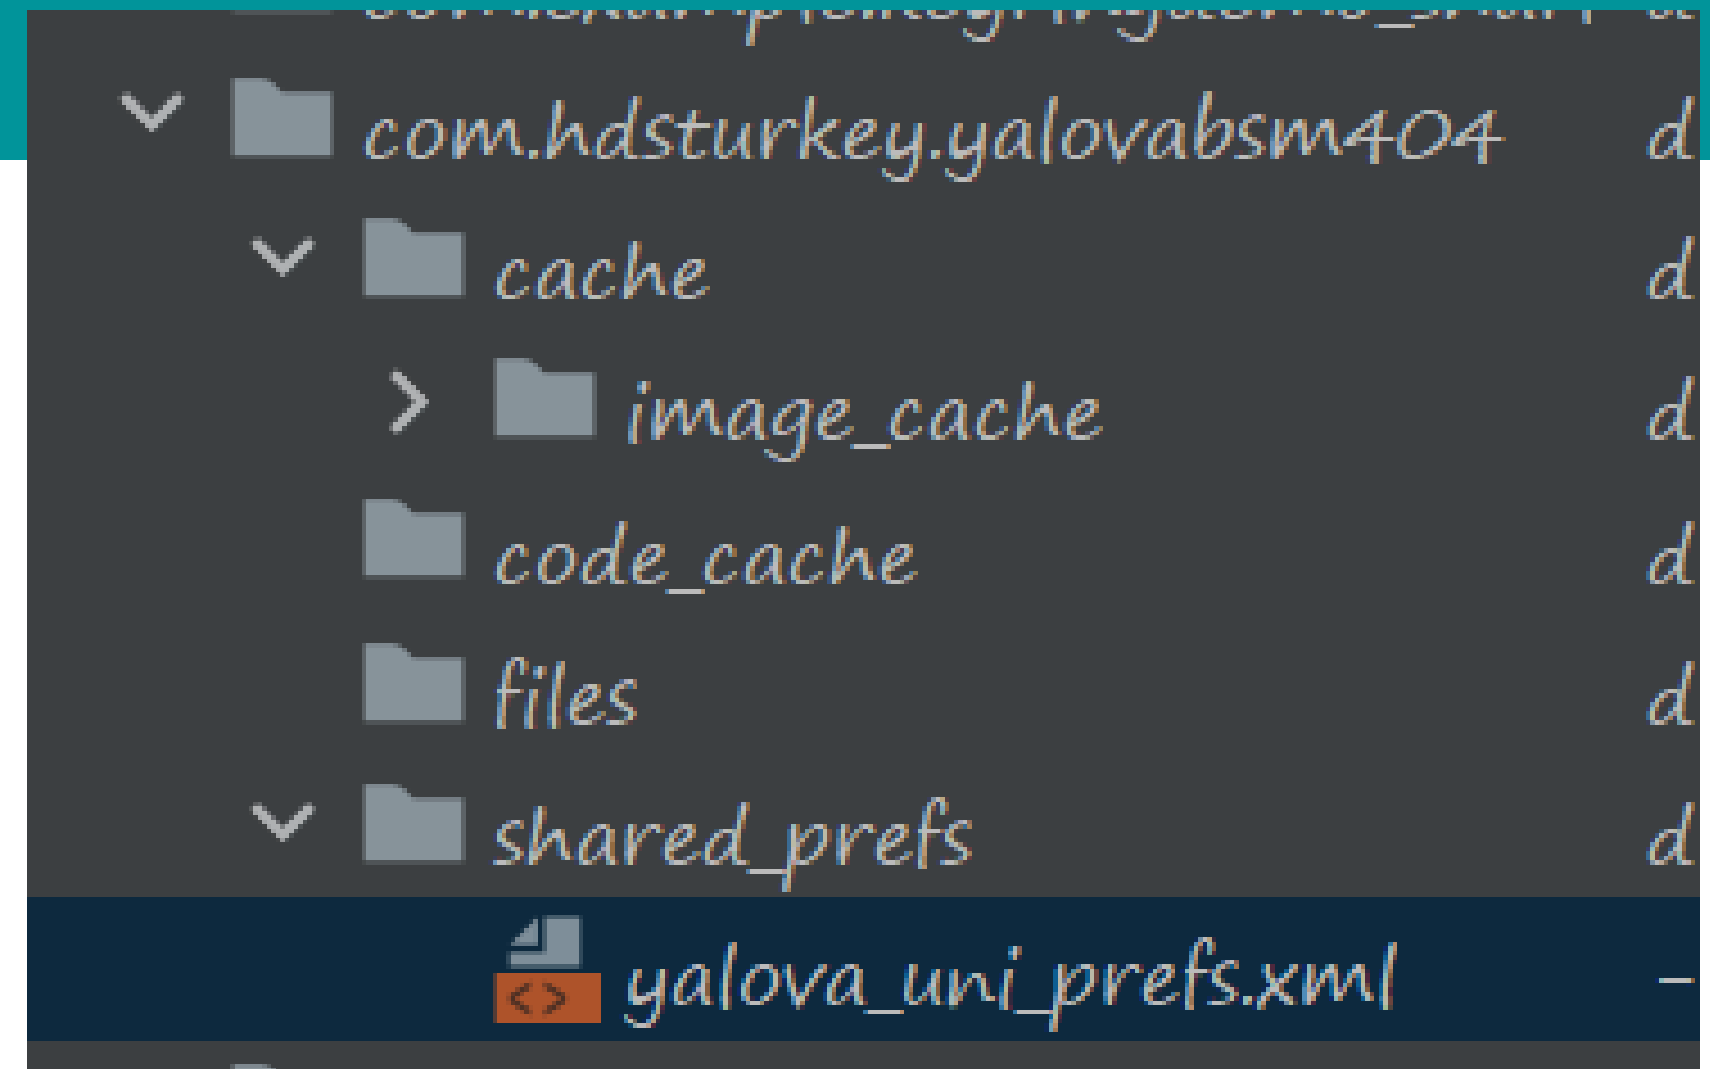 com.hdsturkey.yalovabsm404 d
cache d
image_cache d
code_cache d
files d
shared_prefs d
yalova_uni_prefs.xml -